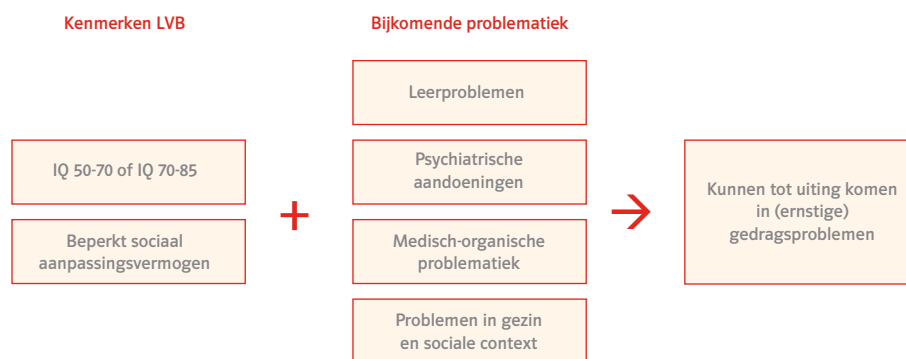 Kenmerken LVB
IQ 50-70 of IQ 70-85
Beperkt sociaal
aanpassingsvermogen
+
Bijkomende problematiek
Leerproblemen
Psychiatrische
aandoeningen
Medisch-organische
problematiek
Problemen in gezin
en sociale context
→
Kunnen tot uiting komen
in (ernstige)
gedragsproblemen